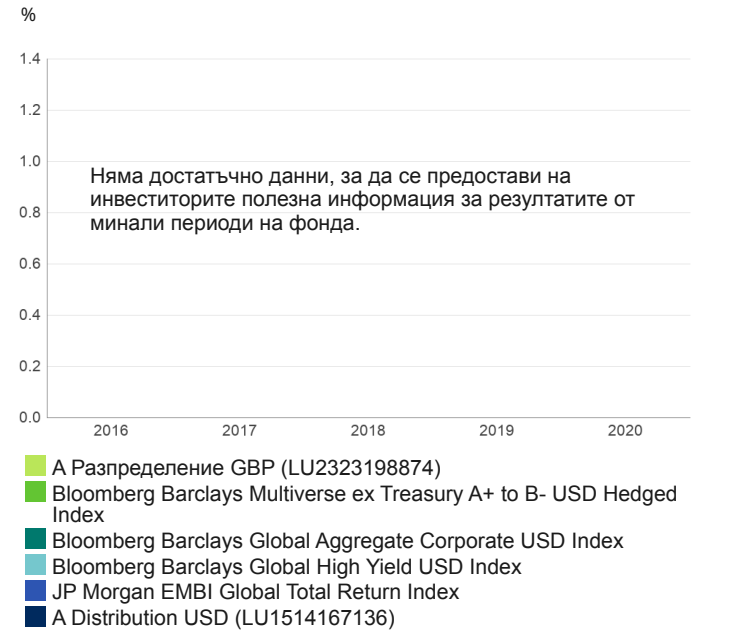 %
1.4
1.2
1.0
Няма достатъчно данни, за да се предостави на
инвеститорите полезна информация за резултатите от
минали периоди на фонда.
0.8
0.6
0.4
0.2
0.0
2016 2017 2018 2019 2020
А Разпределение GBP (LU2323198874)
Bloomberg Barclays Multiverse ex Treasury A+ to B- USD Hedged
Index
Bloomberg Barclays Global Aggregate Corporate USD Index
Bloomberg Barclays Global High Yield USD Index
JP Morgan EMBI Global Total Return Index
A Distribution USD (LU1514167136)